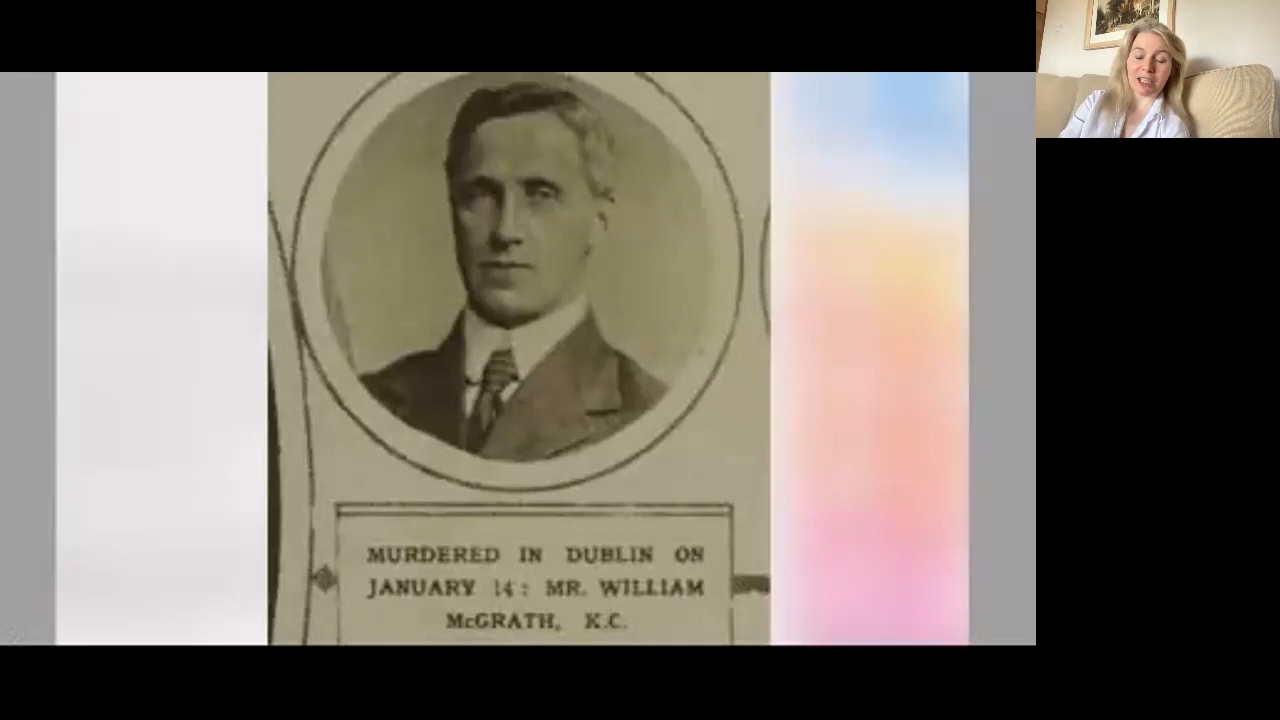 MURDERED IN DUBLIN ON
JANUARY 14: MR. WILLIAM
McGRATH, K.C.